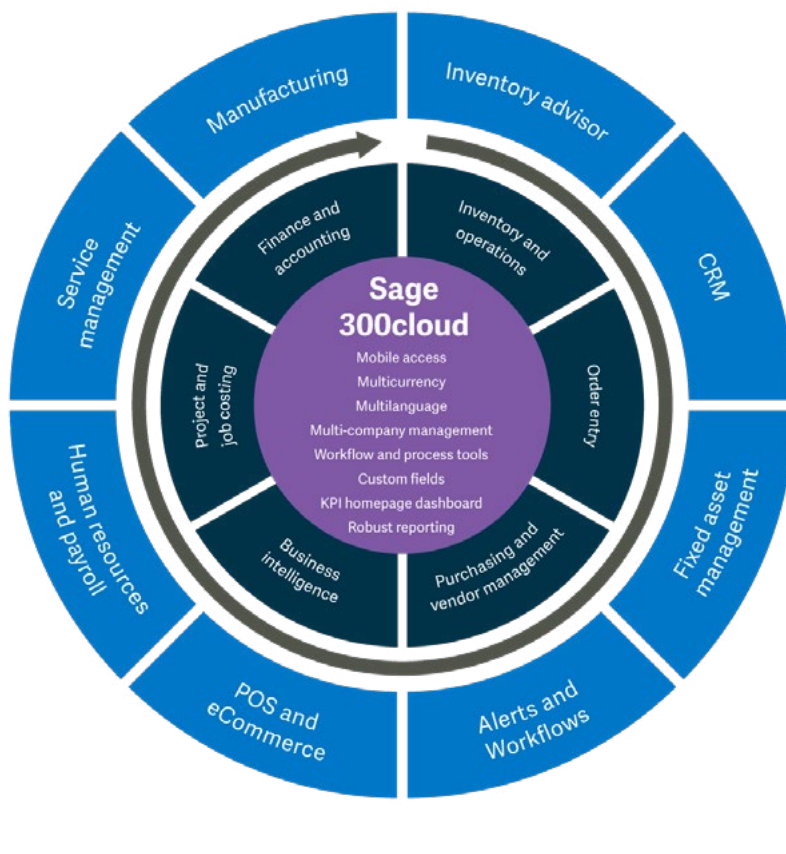 Manufacturing
Inventory advisor
CRM
Fixed asset
management
Alerts and
Workflows
POS and
eCommerce
Human resources
and payroll
Service
management
Finance and
accounting
Inventory and
operations
Order entry
Purchasing and
vendor management
Business
intelligence
Project and
job costing
Sage
300cloud
Mobile access
Multicurrency
Multilanguage
Multi-company management
Workflow and process tools
Custom fields
KPI homepage dashboard
Robust reporting